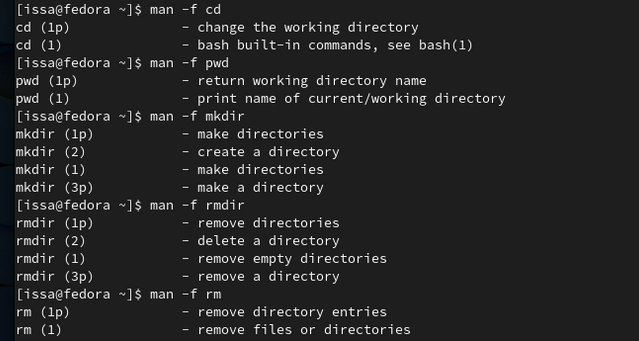 [issa@fedora ~]$ man -f cd
cd (1p)              - change the working directory
cd (1)               - bash built-in commands, see bash(1)
[issa@fedora ~]$ man -f pwd
pwd (1p)             - return working directory name
pwd (1)              - print name of current/working directory
[issa@fedora ~]$ man -f mkdir
mkdir (1p)           - make directories
mkdir (2)            - create a directory
mkdir (1)            - make directories
mkdir (3p)           - make a directory
[issa@fedora ~]$ man -f rmdir
rmdir (1p)           - remove directories
rmdir (2)            - delete a directory
rmdir (1)            - remove empty directories
rmdir (3p)           - remove a directory
[issa@fedora ~]$ man -f rm
rm (1p)              - remove directory entries
rm (1)               - remove files or directories